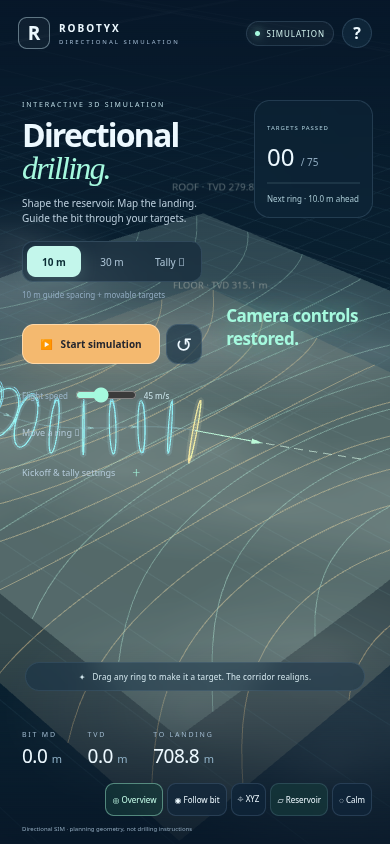 R
ROBOTYX
DIRECTIONAL SIMULATION
SIMULATION
?
INTERACTIVE 3D SIMULATION
Directional
drilling.
Shape the reservoir. Map the landing.
Guide the bit through your targets.
TARGETS PASSED
00 / 75
Next ring · 10.0 m ahead
ROOF · TVD 279.8
10 m
30 m
Tally
FLOOR · TVD 315.1 m
10 m guide spacing + movable targets
Camera controls
restored.
Start simulation
Flight speed
45 m/s
Move a ring
Kickoff & tally settings +
Drag any ring to make it a target. The corridor realigns.
BIT MD
TVD
TO LANDING
0.0 m
0.0 m
708.8 m
Overview
Follow bit
XYZ
Reservoir
Calm
Directional SIM · planning geometry, not drilling instructions